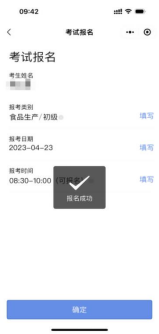 09:42
考试报名
考试报名
考生姓名
报考类别
食品生产/初级
填写
报考日期
2023-04-23
填写
报考时间
08:30-10:00（可报
填写
报名成功
确定